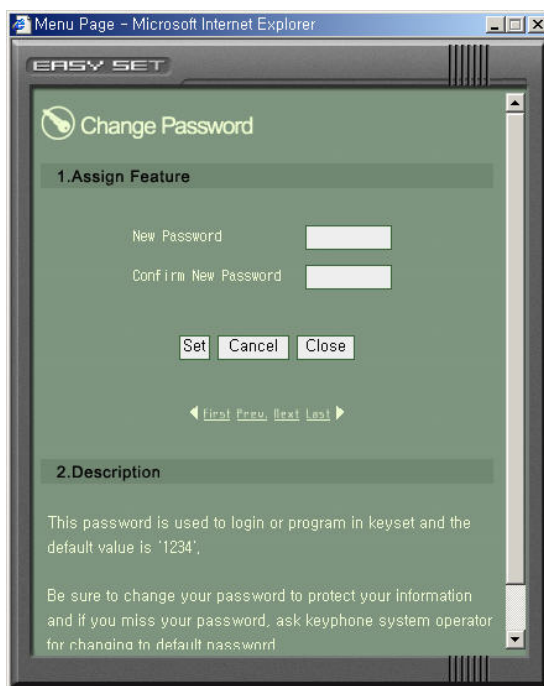 Menu Page - Microsoft Internet Explorer
EASY SET
Change Password
1.Assign Feature
New Password
Confirm New Password
Set Cancel Close
First Prev. Next Last
2.Description
This password is used to login or program in keyset and the
default value is '1234',
Be sure to change your password to protect your information
and if you miss your password, ask keyphone system operator
for changing to default password